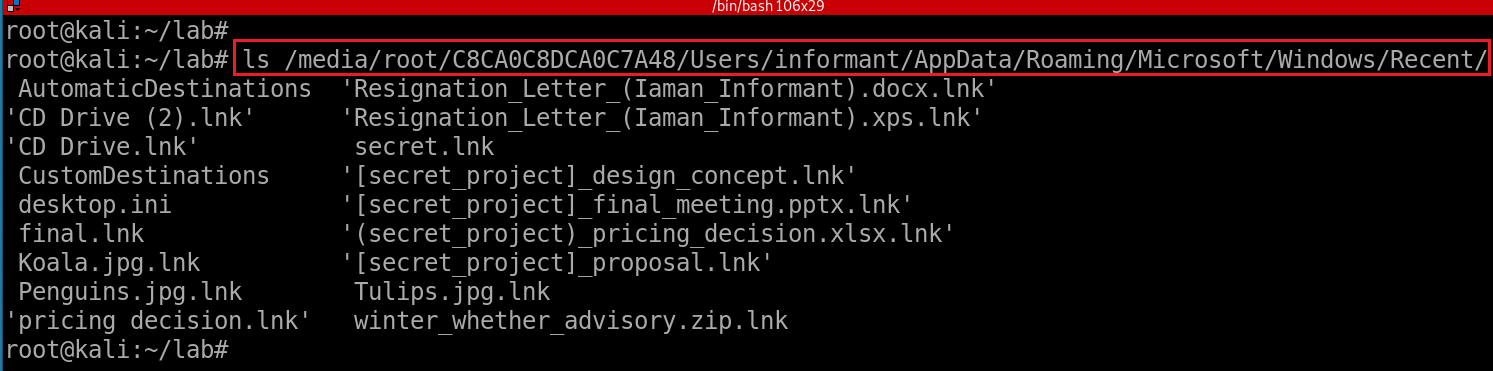 /bin/bash 106x29
root@kali:~/lab#
root@kali:~/lab# ls /media/root/C8CA0C8DCA0C7A48/Users/informant/AppData/Roaming/Microsoft/Windows/Recent/
 AutomaticDestinations  'Resignation_Letter_(Iaman_Informant).docx.lnk'
'CD Drive (2).lnk'      'Resignation_Letter_(Iaman_Informant).xps.lnk'
'CD Drive.lnk'           secret.lnk
 CustomDestinations     '[secret_project]_design_concept.lnk'
 desktop.ini            '[secret_project]_final_meeting.pptx.lnk'
 final.lnk              '(secret_project)_pricing_decision.xlsx.lnk'
 Koala.jpg.lnk          '[secret_project]_proposal.lnk'
 Penguins.jpg.lnk        Tulips.jpg.lnk
'pricing decision.lnk'   winter_whether_advisory.zip.lnk
root@kali:~/lab#